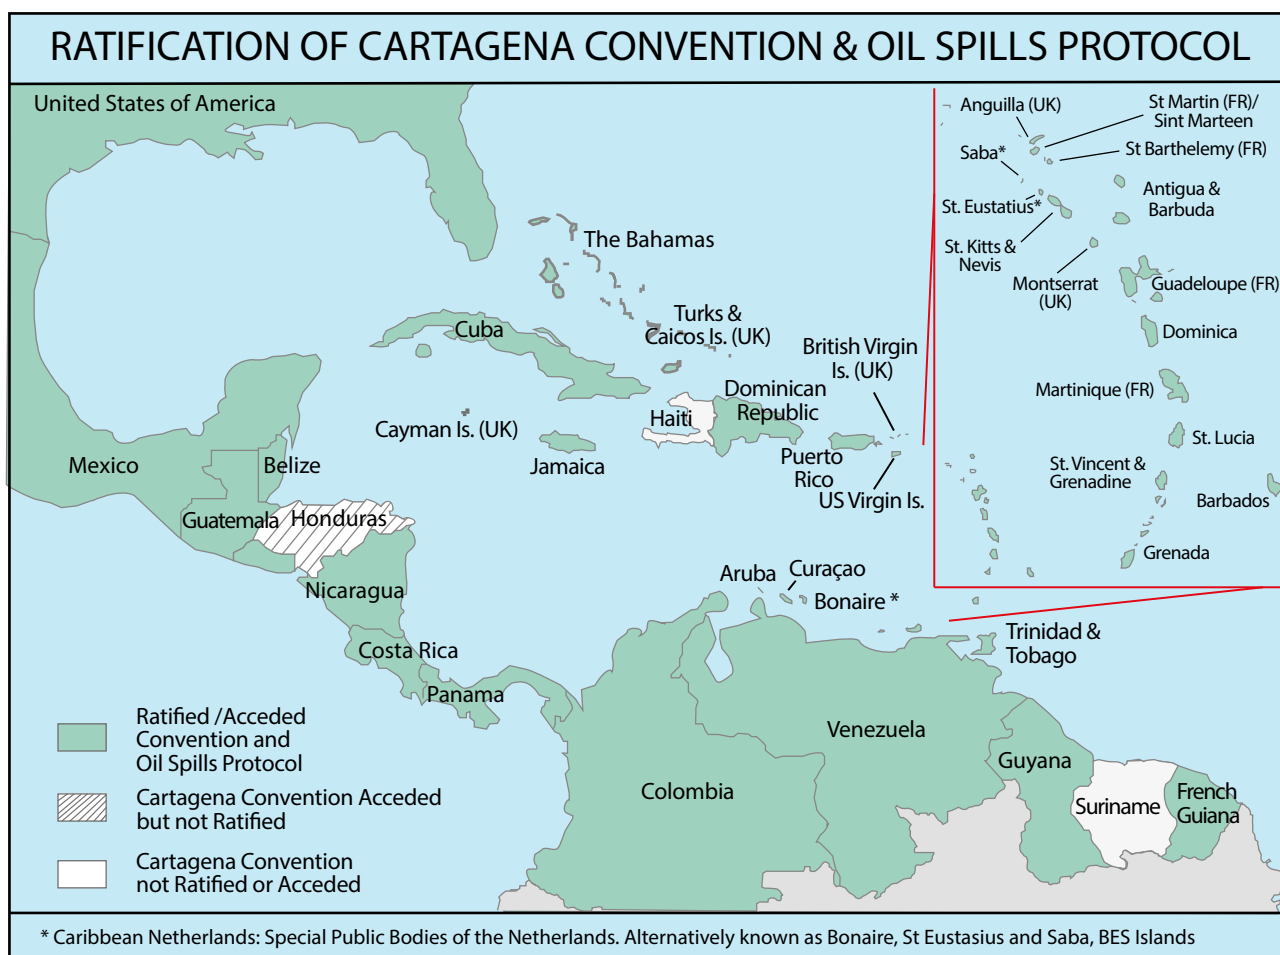 RATIFICATION OF CARTAGENA CONVENTION & OIL SPILLS PROTOCOL
United States of America
The Bahamas
Turks &
Caicos Is. (UK)
Cuba
British Virgin
Is. (UK)
Dominican
Republic
Haiti
Cayman Is. (UK)
Jamaica
Puerto
Rico
US Virgin Is.
Mexico
Belize
Guatemala
Honduras
Nicaragua
Costa Rica
Panama
Aruba
Curaçao
Bonaire *
Trinidad &
Tobago
Venezuela
Colombia
Guyana
Suriname
French
Guiana
Anguilla (UK)
St Martin (FR)/
Sint Marteen
Saba*
St Barthelemy (FR)
St. Eustatius*
Antigua &
Barbuda
St. Kitts &
Nevis
Montserrat
(UK)
Guadeloupe (FR)
Dominica
Martinique (FR)
St. Lucia
St. Vincent &
Grenadine
Barbados
Grenada
Ratified /Acceded
Convention and
Oil Spills Protocol
Cartagena Convention Acceded
but not Ratified
Cartagena Convention
not Ratified or Acceded
* Caribbean Netherlands: Special Public Bodies of the Netherlands. Alternatively known as Bonaire, St Eustasius and Saba, BES Islands